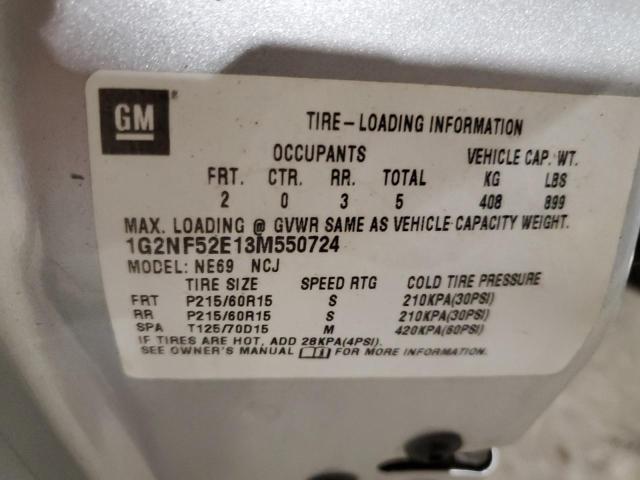 GM®
TIRE-LOADING INFORMATION
OCCUPANTS VEHICLE CAP. WT.
FRT. CTR. RR. TOTAL KG LBS
2 0 3 5 408 899
MAX. LOADING @ GVWR SAME AS VEHICLE CAPACITY WEIGHT.
1G2NF52E13M550724
MODEL: NE69 NCJ
TIRE SIZE SPEED RTG COLD TIRE PRESSURE
FRT P215/60R15 S 210KPA(30PSI)
RR P215/60R15 S 210KPA(30PSI)
SPA T125/70D15 M 420KPA(60PSI)
IF TIRES ARE HOT, ADD 28KPA(4PSI).
SEE OWNER'S MANUAL FOR MORE INFORMATION.